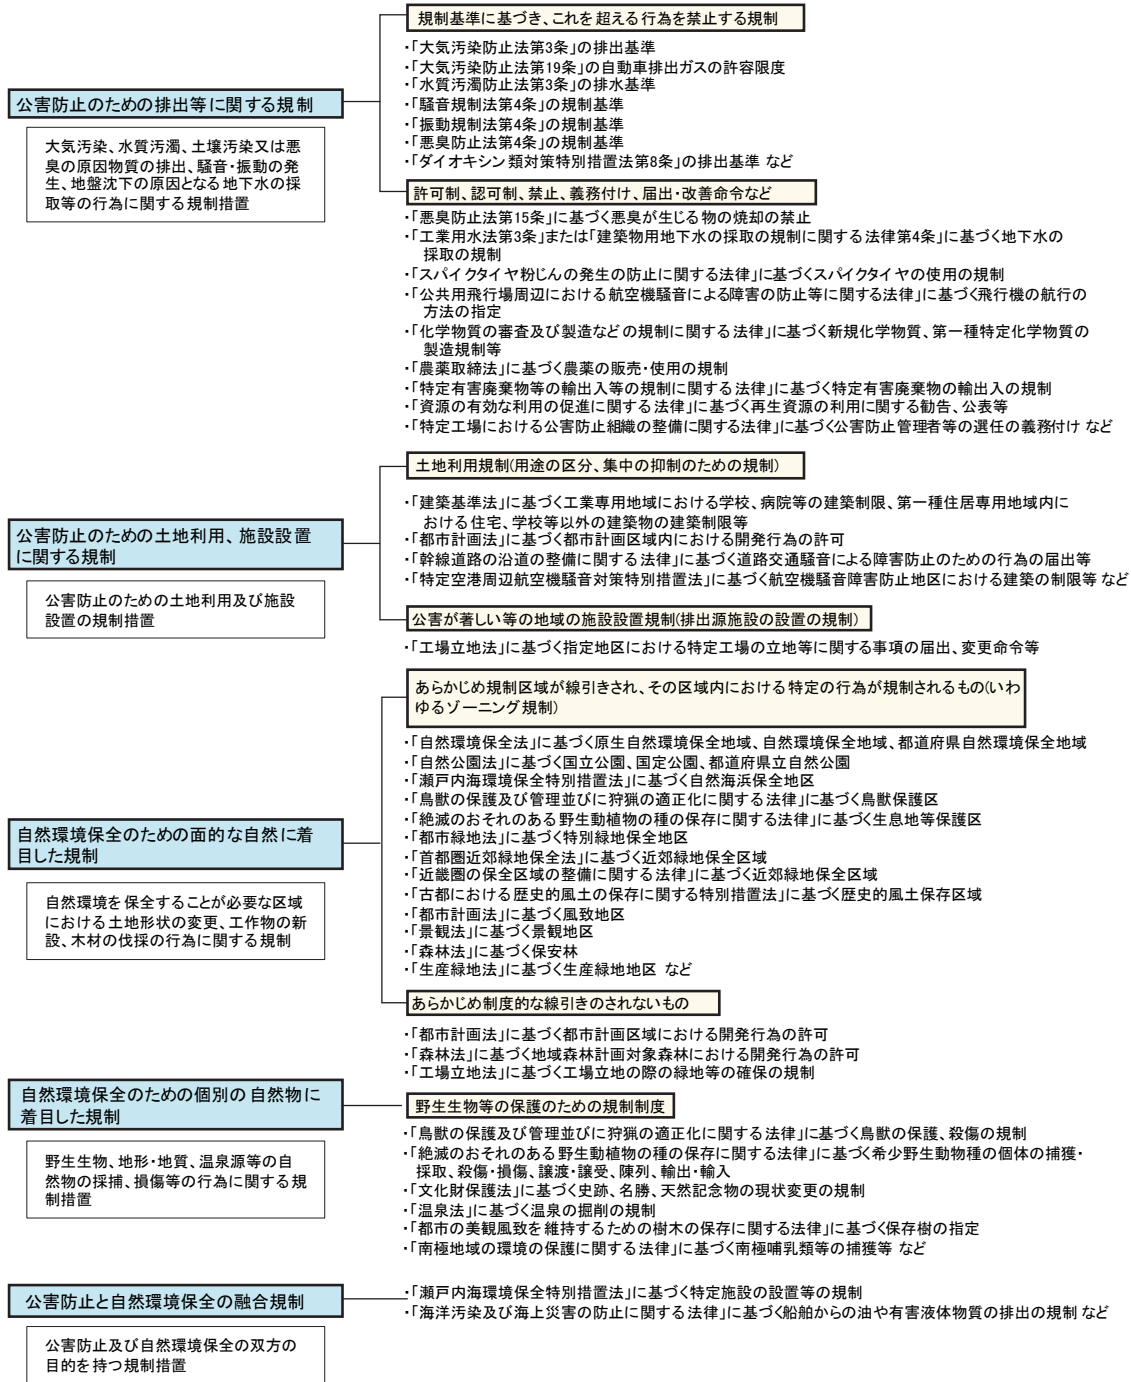 公害防止のための排出等に関する規制
大気汚染、水質汚濁、土壌汚染又は悪
臭の原因物質の排出、騒音・振動の発
生、地盤沈下の原因となる地下水の採
取等の行為に関する規制措置
規制基準に基づき、これを超える行為を禁止する規制
・「大気汚染防止法第3条」の排出基準
・「大気汚染防止法第19条」の自動車排出ガスの許容限度
・「水質汚濁防止法第3条」の排水基準
・「騒音規制法第4条」の規制基準
・「振動規制法第4条」の規制基準
・「悪臭防止法第4条」の規制基準
・「ダイオキシン類対策特別措置法第8条」の排出基準 など
許可制、認可制、禁止、義務付け、届出・改善命令など
・「悪臭防止法第15条」に基づく悪臭が生じる物の焼却の禁止
・「工業用水法第3条」または「建築物用地下水の採取の規制に関する法律第4条」に基づく地下水の
採取の規制
・「スパイクタイヤ粉じんの発生の防止に関する法律」に基づくスパイクタイヤの使用の規制
・「公共用飛行場周辺における航空機騒音による障害の防止等に関する法律」に基づく飛行機の航行の
方法の指定
・「化学物質の審査及び製造などの規制に関する法律」に基づく新規化学物質、第一種特定化学物質の
製造規制等
・「農薬取締法」に基づく農薬の販売・使用の規制
・「特定有害廃棄物等の輸出入等の規制に関する法律」に基づく特定有害廃棄物の輸出入の規制
・「資源の有効な利用の促進に関する法律」に基づく再生資源の利用に関する勧告、公表等
・「特定工場における公害防止組織の整備に関する法律」に基づく公害防止管理者等の選任の義務付け など
公害防止のための土地利用、施設設置
に関する規制
公害防止のための土地利用及び施設
設置の規制措置
土地利用規制(用途の区分、集中の抑制のための規制)
・「建築基準法」に基づく工業専用地域における学校、病院等の建築制限、第一種住居専用地域内に
おける住宅、学校等以外の建築物の建築制限等
・「都市計画法」に基づく都市計画区域内における開発行為の許可
・「幹線道路の沿道の整備に関する法律」に基づく道路交通騒音による障害防止のための行為の届出等
・「特定空港周辺航空機騒音対策特別措置法」に基づく航空機騒音障害防止地区における建築の制限等 など
公害が著しい等の地域の施設設置規制(排出源施設の設置の規制)
・「工場立地法」に基づく指定地区における特定工場の立地等に関する事項の届出、変更命令等
自然環境保全のための面的な自然に着
目した規制
自然環境を保全することが必要な区域
における土地形状の変更、工作物の新
設、木材の伐採の行為に関する規制
あらかじめ規制区域が線引きされ、その区域内における特定の行為が規制されるもの(いわ
ゆるゾーニング規制)
・「自然環境保全法」に基づく原生自然環境保全地域、自然環境保全地域、都道府県自然環境保全地域
・「自然公園法」に基づく国立公園、国定公園、都道府県立自然公園
・「瀬戸内海環境保全特別措置法」に基づく自然海浜保全地区
・「鳥獣の保護及び管理並びに狩猟の適正化に関する法律」に基づく鳥獣保護区
・「絶滅のおそれのある野生動植物の種の保存に関する法律」に基づく生息地等保護区
・「都市緑地法」に基づく特別緑地保全地区
・「首都圏近郊緑地保全法」に基づく近郊緑地保全区域
・「近畿圏の保全区域の整備に関する法律」に基づく近郊緑地保全区域
・「古都における歴史的風土の保存に関する特別措置法」に基づく歴史的風土保存区域
・「都市計画法」に基づく風致地区
・「景観法」に基づく景観地区
・「森林法」に基づく保安林
・「生産緑地法」に基づく生産緑地地区 など
あらかじめ制度的な線引きのされないもの
・「都市計画法」に基づく都市計画区域における開発行為の許可
・「森林法」に基づく地域森林計画対象森林における開発行為の許可
・「工場立地法」に基づく工場立地の際の緑地等の確保の規制
自然環境保全のための個別の自然物に
着目した規制
野生生物、地形・地質、温泉源等の自
然物の採捕、損傷等の行為に関する規
制措置
野生生物等の保護のための規制制度
・「鳥獣の保護及び管理並びに狩猟の適正化に関する法律」に基づく鳥獣の保護、殺傷の規制
・「絶滅のおそれのある野生動植物の種の保存に関する法律」に基づく希少野生動物種の個体の捕獲・
採取、殺傷・損傷、譲渡・譲受、陳列、輸出・輸入
・「文化財保護法」に基づく史跡、名勝、天然記念物の現状変更の規制
・「温泉法」に基づく温泉の掘削の規制
・「都市の美観風致を維持するための樹木の保存に関する法律」に基づく保存樹の指定
・「南極地域の環境の保護に関する法律」に基づく南極哺乳類等の捕獲等 など
公害防止と自然環境保全の融合規制
公害防止及び自然環境保全の双方の
目的を持つ規制措置
・「瀬戸内海環境保全特別措置法」に基づく特定施設の設置等の規制
・「海洋汚染及び海上災害の防止に関する法律」に基づく船舶からの油や有害液体物質の排出の規制 など